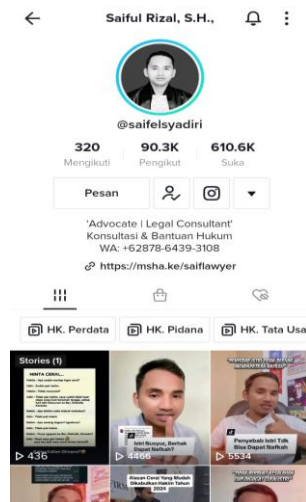 Saiful Rizal, S.H.,
@saifelsyadiri
320 90.3K 610.6K
Mengikuti Pengikut Suka
Pesan
'Advocate | Legal Consultant'
Konsultasi & Bantuan Hukum
WA: +62878-6439-3108
https://msha.ke/saiflawyer
HK. Perdata HK. Pidana HK. Tata Usa
Stories (1)
MINTA CERAI...
Istri Nusyuz, Berhak
Dapat Nafkah?
Penyebab Istri Tdk
Bisa Dapat Nafkah
436 4466 5534
Alasan Cerai Yang Mudah
Dikabulkan Hakim Tahun
2024